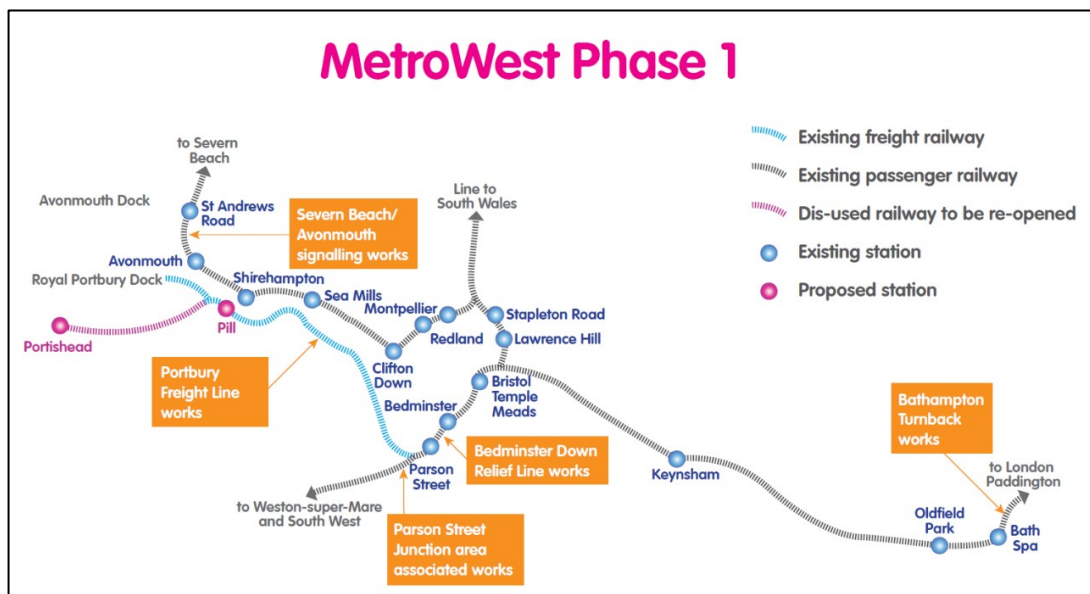 MetroWest Phase 1
to Severn
Beach
Avonmouth Dock
St Andrews
Road
Severn Beach/
Avonmouth
signalling works
Line to
South Wales
Existing freight railway
Existing passenger railway
Dis-used railway to be re-opened
Existing station
Proposed station
Avonmouth
Royal Portbury Dock
Shirehampton
Sea Mills
Montpellier
Stapleton Road
Pill
Redland
Lawrence Hill
Portishead
Clifton
Down
Portbury
Freight Line
works
Bristol
Temple
Meads
Bedminster
Bathampton
Turnback
works
Bedminster Down
Relief Line works
Parson
Street
Keynsham
to London
Paddington
to Weston-super-Mare
and South West
Parson Street
Junction area
associated works
Oldfield
Park
Bath
Spa